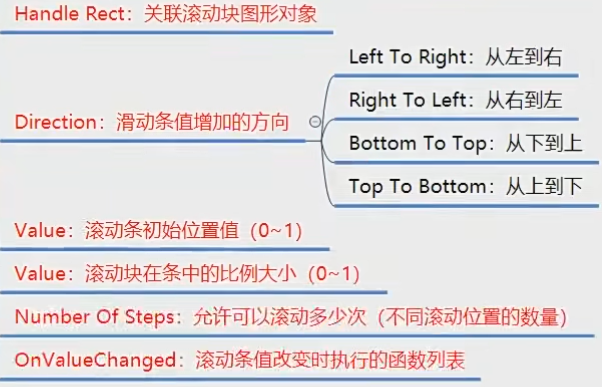 Handle Rect：关联滚动块图形对象
Direction：滑动条值增加的方向
Left To Right：从左到右
Right To Left：从右到左
Bottom To Top：从下到上
Top To Bottom：从上到下
Value：滚动条初始位置值（0~1）
Value：滚动块在条中的比例大小（0~1）
Number Of Steps：允许可以滚动多少次（不同滚动位置的数量）
OnValueChanged：滚动条值改变时执行的函数列表